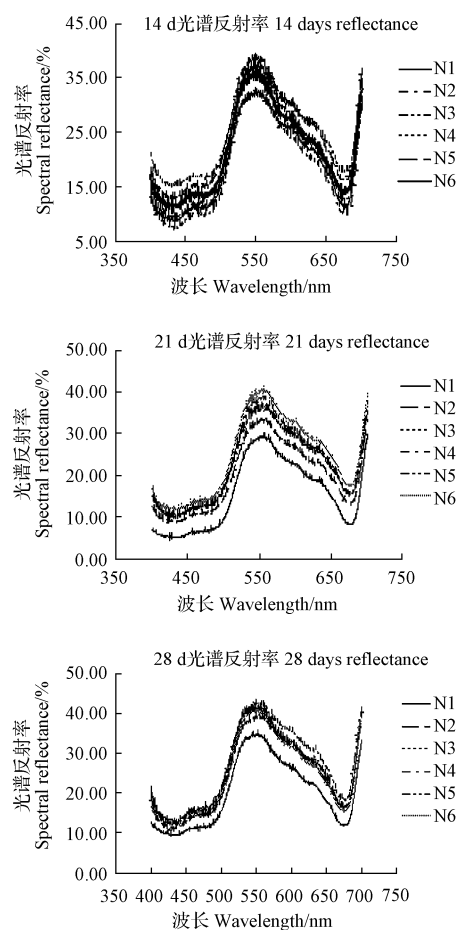 14 d光谱反射率 14 days reflectance
45.00
35.00
25.00
15.00
5.00
光谱反射率
Spectral reflectance/%
350 450 550 650 750
波长 Wavelength/nm
N1
N2
N3
N4
N5
N6
21 d光谱反射率 21 days reflectance
50.00
40.00
30.00
20.00
10.00
0.00
光谱反射率
Spectral reflectance/%
350 450 550 650 750
波长 Wavelength/nm
N1
N2
N3
N4
N5
N6
28 d光谱反射率 28 days reflectance
50.00
40.00
30.00
20.00
10.00
0.00
光谱反射率
Spectral reflectance/%
350 400 450 500 550 600 650 700 750
波长 Wavelength/nm
N1
N2
N3
N4
N5
N6